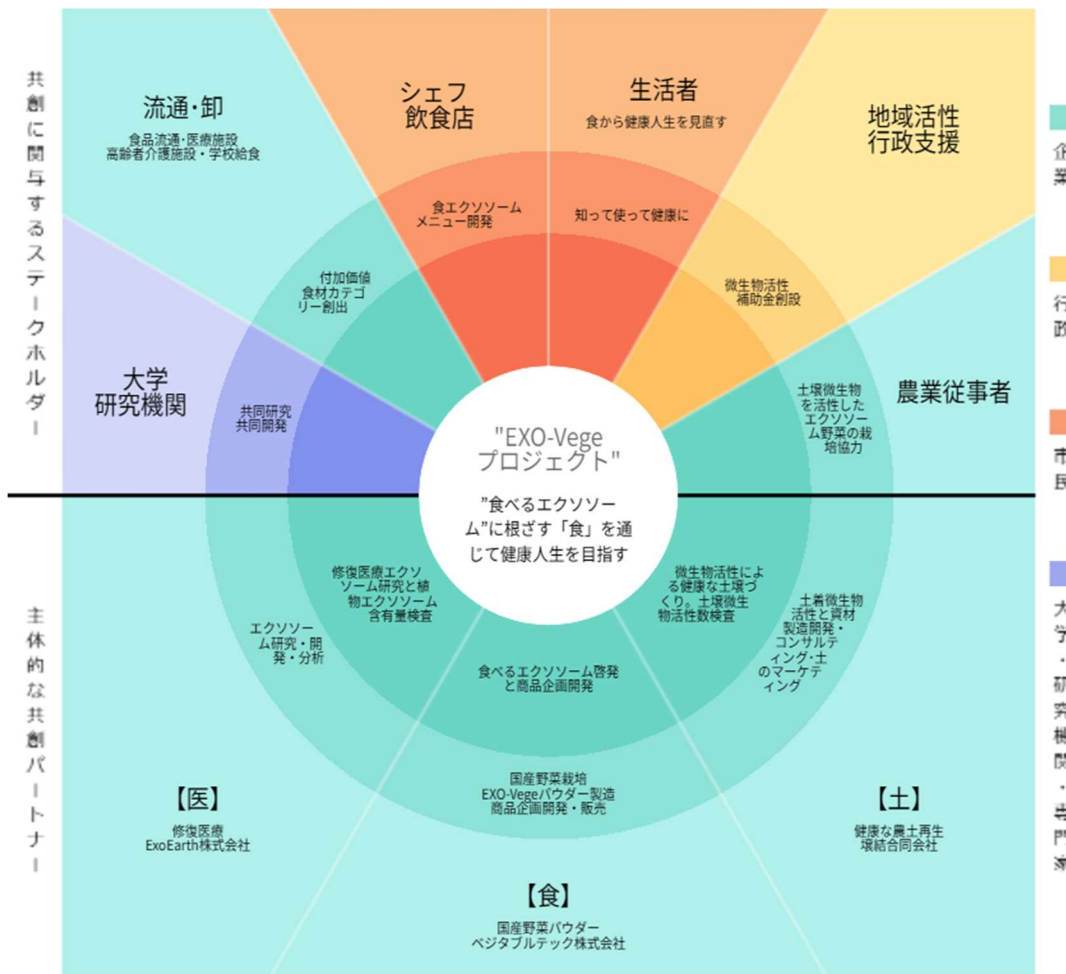 共創に関与するステークホルダー
流通・卸
食品流通・医療施設
高齢者介護施設・学校給食
シェフ
飲食店
生活者
食から健康人生を見直す
地域活性
行政支援
食エクソソーム
メニュー開発
知って使って健康に
付加価値
食材カテゴ
リー創出
微生物活性
補助金創設
大学
研究機関
共同研究
共同開発
土壌微生物
を活性した
エクソソー
ム野菜の栽
培協力
農業従事者
"EXO-Vege
プロジェクト"
”食べるエクソソー
ム”に根ざす「食」を通
じて健康人生を目指す
主体的な共創パートナー
修復医療エクソ
ソーム研究と植
物エクソソーム
含有量検査
エクソソー
ム研究・開
発・分析
食べるエクソソーム啓発
と商品企画開発
微生物活性によ
る健康な土壌づ
くり。土壌微生
物活性数検査
土着微生物
活性と資材
製造開発・
コンサルテ
ィング・土
のマーケテ
ィング
国産野菜栽培
EXO-Vegeパウダー製造
商品企画開発・販売
【医】
修復医療
ExoEarth株式会社
【食】
国産野菜パウダー
ベジタブルテック株式会社
【土】
健康な農土再生
壌結合同会社
企業
行政
市民
大学・研究機関・専門家